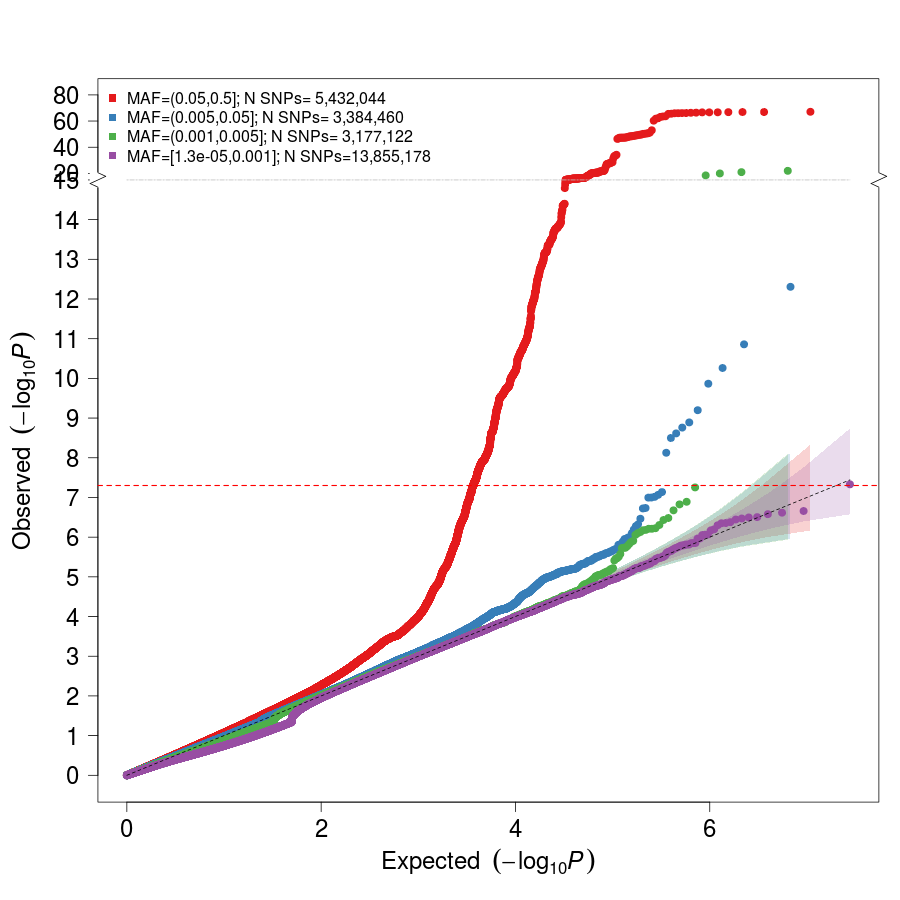 MAF=(0.05,0.5]; N SNPs= 5,432,044
MAF=(0.005,0.05]; N SNPs= 3,384,460
MAF=(0.001,0.005]; N SNPs= 3,177,122
MAF=[1.3e-05,0.001]; N SNPs=13,855,178
80
60
40
20
15
14
13
12
11
10
9
8
7
6
5
4
3
2
1
0
Observed (−log10P)
0 2 4 6
Expected (−log10P)